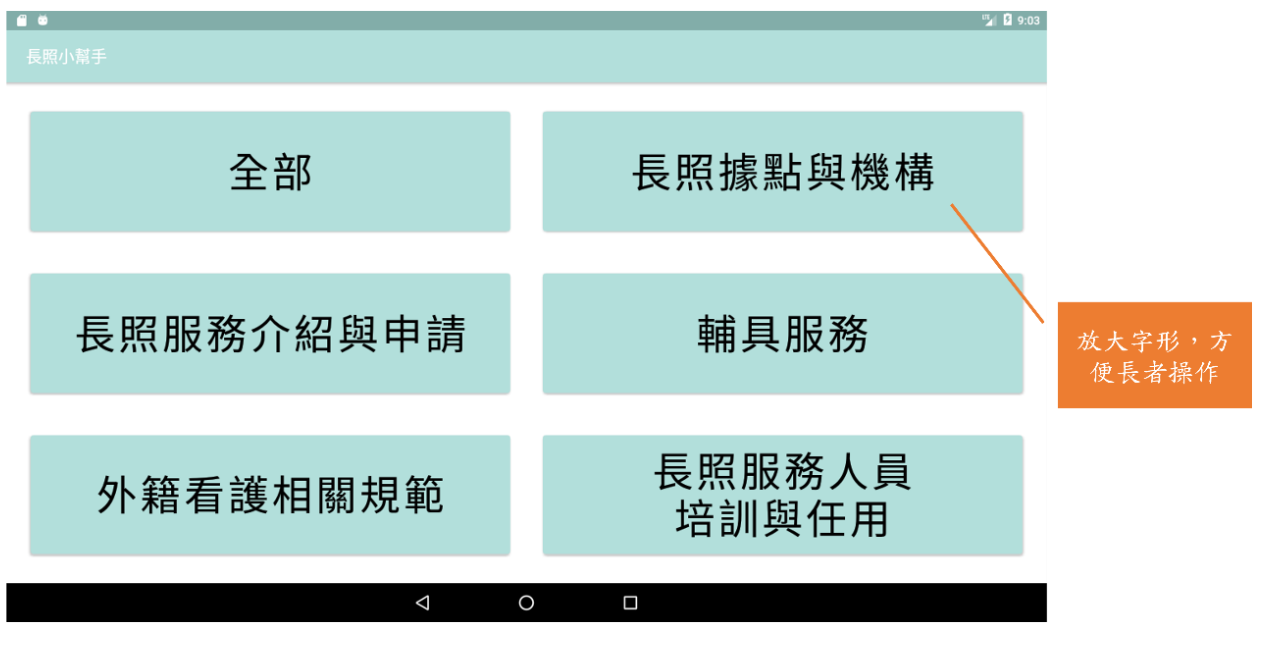 9:03
長照小幫手
全部
長照據點與機構
長照服務介紹與申請
輔具服務
放大字形，方
便長者操作
外籍看護相關規範
長照服務人員
培訓與任用